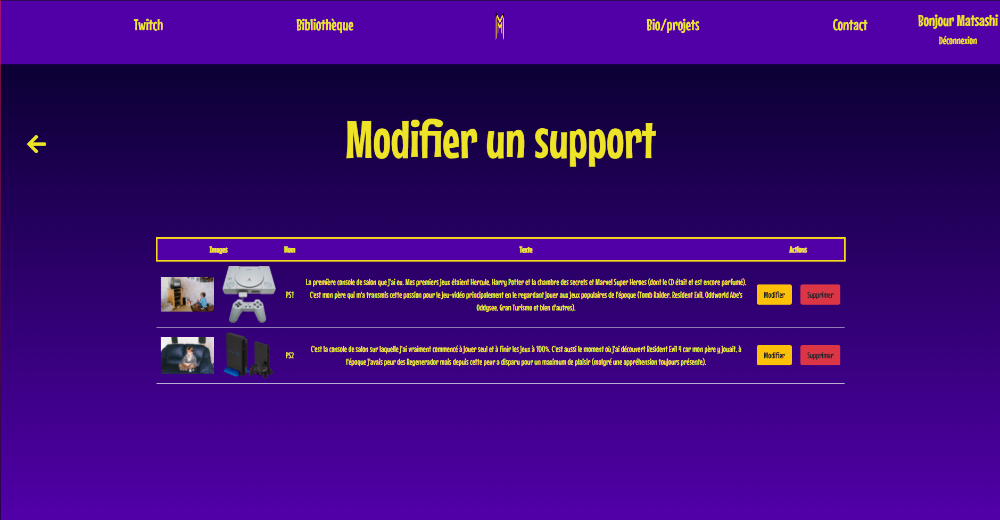 Twitch
Bibliothèque
Bio/projets
Contact
Bonjour Matsashi
Déconnexion
Modifier un support
Images
Nom
Texte
Actions
PS1
La première console de salon que j'ai eu. Mes premiers jeux étaient Hercule, Harry Potter et la chambre des secrets et Marvel Super Heroes (dont le CD était et est encore parfumé).
C'est mon père qui m'a transmis cette passion pour le jeu-vidéo principalement en le regardant jouer aux jeux populaires de l'époque (Tomb Raider, Resident Evil, Oddworld Abe's
Oddysee, Gran Turismo et bien d'autres).
Modifier
Supprimer
PS2
C'est la console de salon sur laquelle j'ai vraiment commencé à jouer seul et à finir les jeux à 100%. C'est aussi le moment où j'ai découvert Resident Evil 4 car mon père y jouait, à
l'époque j'avais peur des Regenerador mais depuis cette peur a disparu pour un maximum de plaisir (malgré une appréhension toujours présente).
Modifier
Supprimer